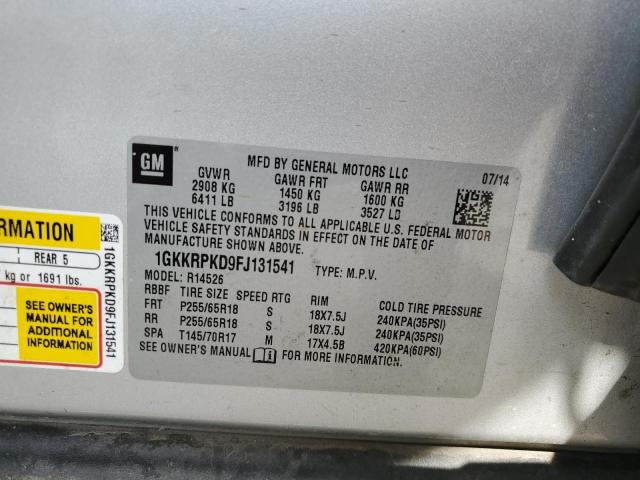 GM
MFD BY GENERAL MOTORS LLC
07/14
GVWR GAWR FRT GAWR RR
2908 KG 1450 KG 1600 KG
6411 LB 3196 LB 3527 LB
THIS VEHICLE CONFORMS TO ALL APPLICABLE U.S. FEDERAL MOTOR
VEHICLE SAFETY STANDARDS IN EFFECT ON THE DATE OF
MANUFACTURE SHOWN ABOVE.
1GKKRPKD9FJ131541 TYPE: M.P.V.
MODEL: R14526
RBBF TIRE SIZE SPEED RTG RIM COLD TIRE PRESSURE
FRT P255/65R18 S 18X7.5J 240KPA(35PSI)
RR P255/65R18 S 18X7.5J 240KPA(35PSI)
SPA T145/70R17 M 17X4.5B 420KPA(60PSI)
SEE OWNER'S MANUAL FOR MORE INFORMATION.
ORMATION
REAR 5
kg or 1691 lbs.
SEE OWNER'S
MANUAL FOR
ADDITIONAL
INFORMATION
1GKKRPKD9FJ131541